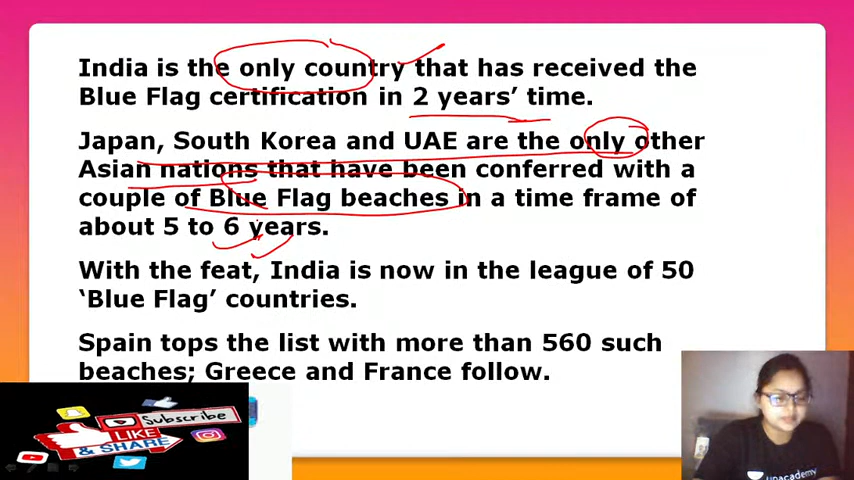 India is the only country that has received the
Blue Flag certification in 2 years' time.
Japan, South Korea and UAE are the only other
Asian nations that have been conferred with a
couple of Blue Flag beaches in a time frame of
about 5 to 6 years.
With the feat, India is now in the league of 50
‘Blue Flag’ countries.
Spain tops the list with more than 560 such
beaches; Greece and France follow.
Subscribe
LIKE
& SHARE
unacademy